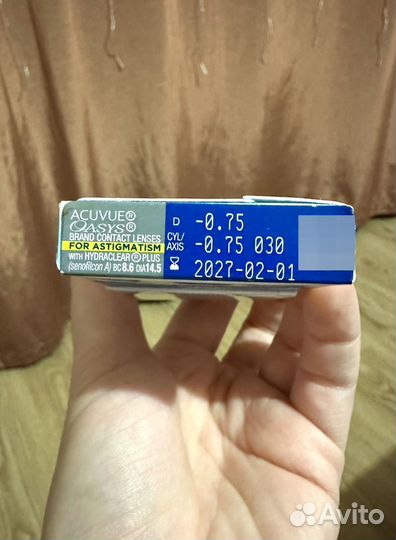 ACUVUE®
OASYS®
BRAND CONTACT LENSES
FOR ASTIGMATISM
WITH HYDRACLEAR® PLUS
(senofilcon A) BC 8.6 DIA 14.5
D -0.75
CYL/AXIS -0.75 030
2027-02-01
Avito